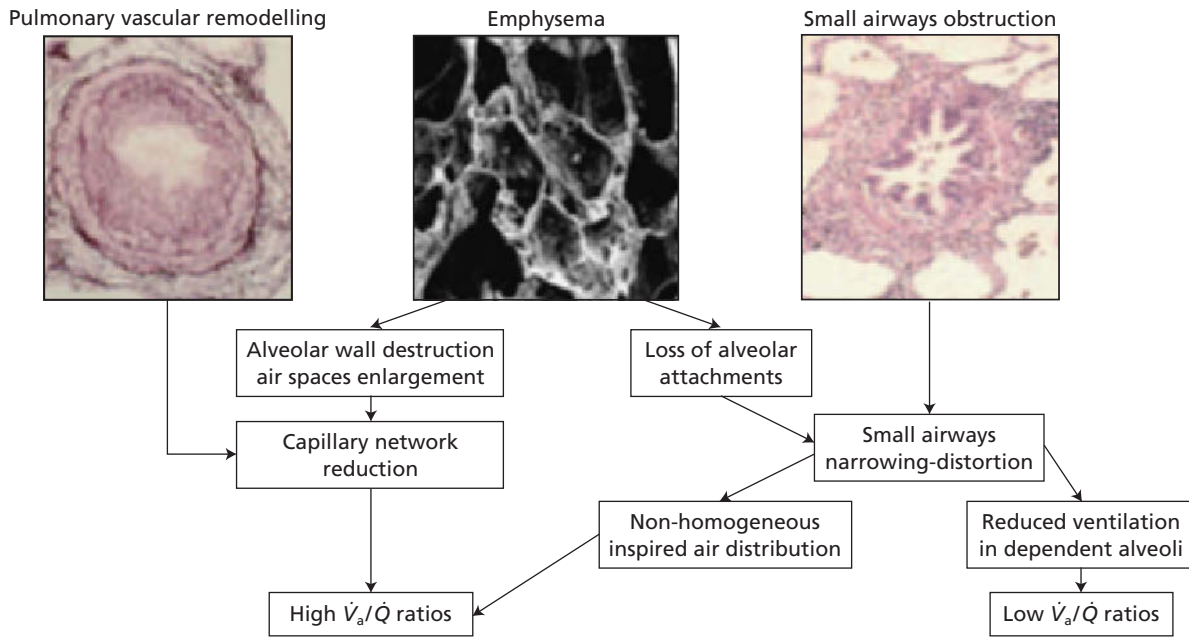 Pulmonary vascular remodelling
Emphysema
Small airways obstruction
Alveolar wall destruction
air spaces enlargement
Loss of alveolar
attachments
Capillary network
reduction
Small airways
narrowing-distortion
Non-homogeneous
inspired air distribution
Reduced ventilation
in dependent alveoli
High V̇a/Q̇ ratios
Low V̇a/Q̇ ratios